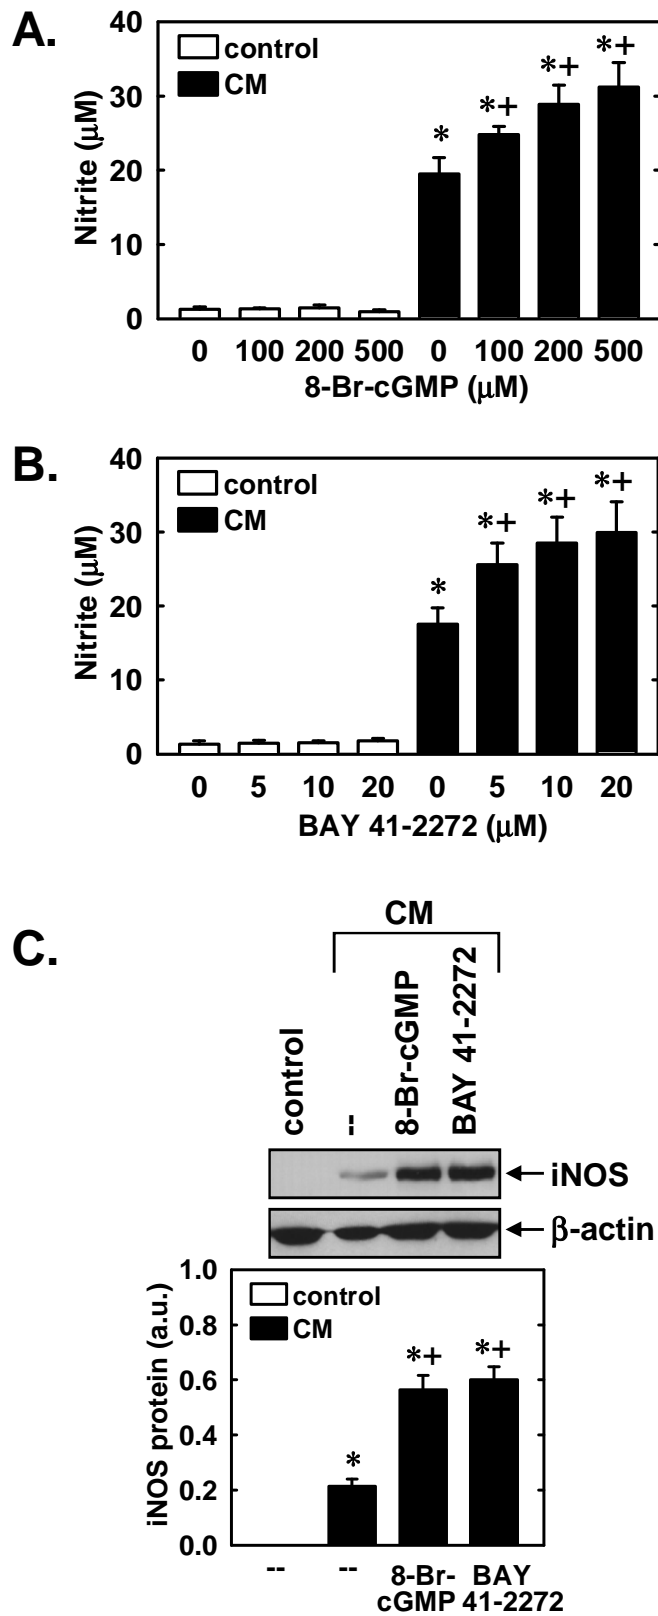 A.
40
30
20
10
0
Nitrite (μM)
control
CM
*
*+
*+
*+
0 100 200 500 0 100 200 500
8-Br-cGMP (μM)
B.
40
30
20
10
0
Nitrite (μM)
control
CM
*
*+
*+
*+
0 5 10 20 0 5 10 20
BAY 41-2272 (μM)
C.
CM
control
--
8-Br-cGMP
BAY 41-2272
iNOS
β-actin
1.0
0.8
0.6
0.4
0.2
0.0
iNOS protein (a.u.)
control
CM
*
*+
*+
-- -- 8-Br- BAY
cGMP 41-2272